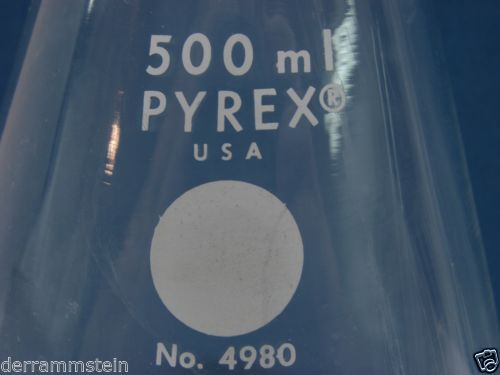 500 ml
PYREX®
USA
No. 4980
derrammstein